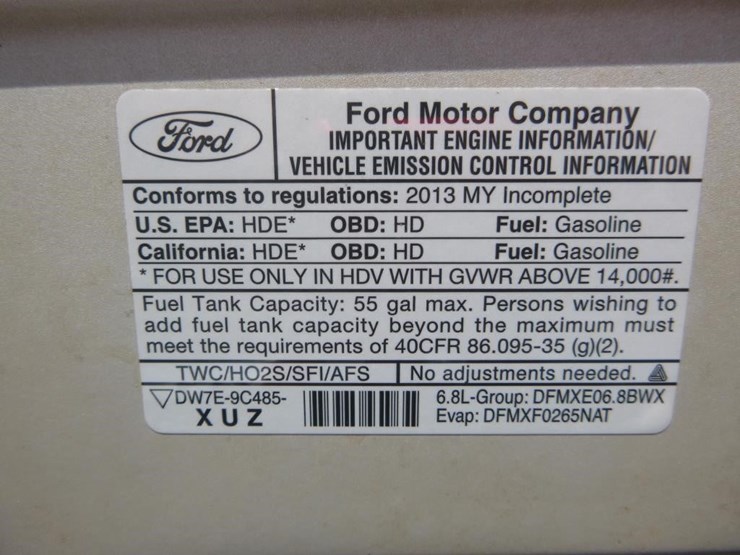 Ford
Ford Motor Company
IMPORTANT ENGINE INFORMATION/
VEHICLE EMISSION CONTROL INFORMATION
Conforms to regulations: 2013 MY Incomplete
U.S. EPA: HDE* OBD: HD Fuel: Gasoline
California: HDE* OBD: HD Fuel: Gasoline
* FOR USE ONLY IN HDV WITH GVWR ABOVE 14,000#.
Fuel Tank Capacity: 55 gal max. Persons wishing to
add fuel tank capacity beyond the maximum must
meet the requirements of 40CFR 86.095-35 (g)(2).
TWC/HO2S/SFI/AFS No adjustments needed.
DW7E-9C485- 6.8L-Group: DFMXE06.8BWX
XUZ Evap: DFMXF0265NAT